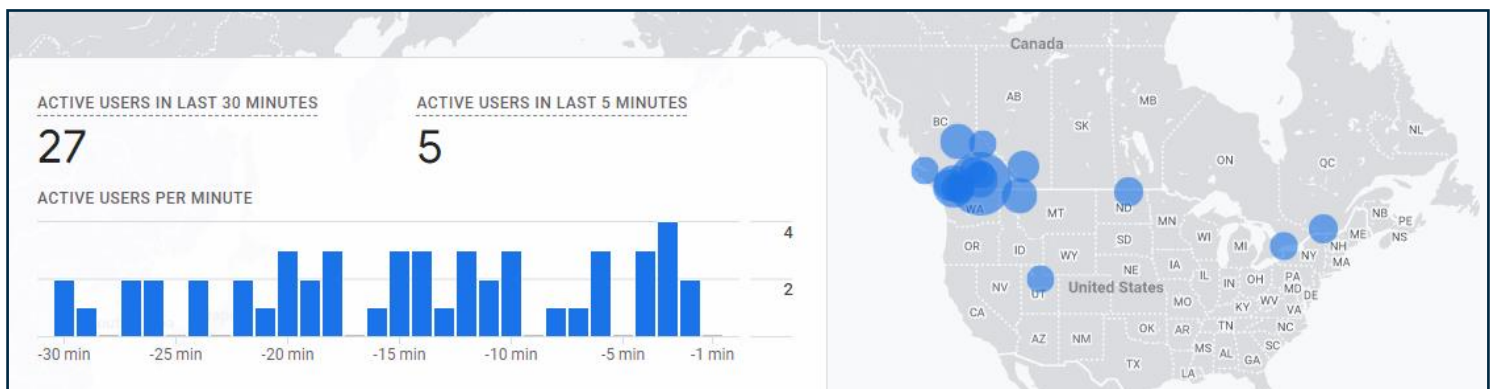 ACTIVE USERS IN LAST 30 MINUTES
27
ACTIVE USERS IN LAST 5 MINUTES
5
ACTIVE USERS PER MINUTE
4
2
-30 min -25 min -20 min -15 min -10 min -5 min -1 min
Canada
AB
MB
BC
SK
NL
ON
QC
WA
MT
ND
NB
PE
MN
ME
NS
OR
ID
SD
WI
MI
NH
NY
MA
WY
NE
IA
NV
UT
United States
IL
IN
OH
PA
MD
DE
MO
KY
WV
VA
CA
AZ
NM
OK
AR
TN
NC
SC
MS
AL
GA
TX
LA